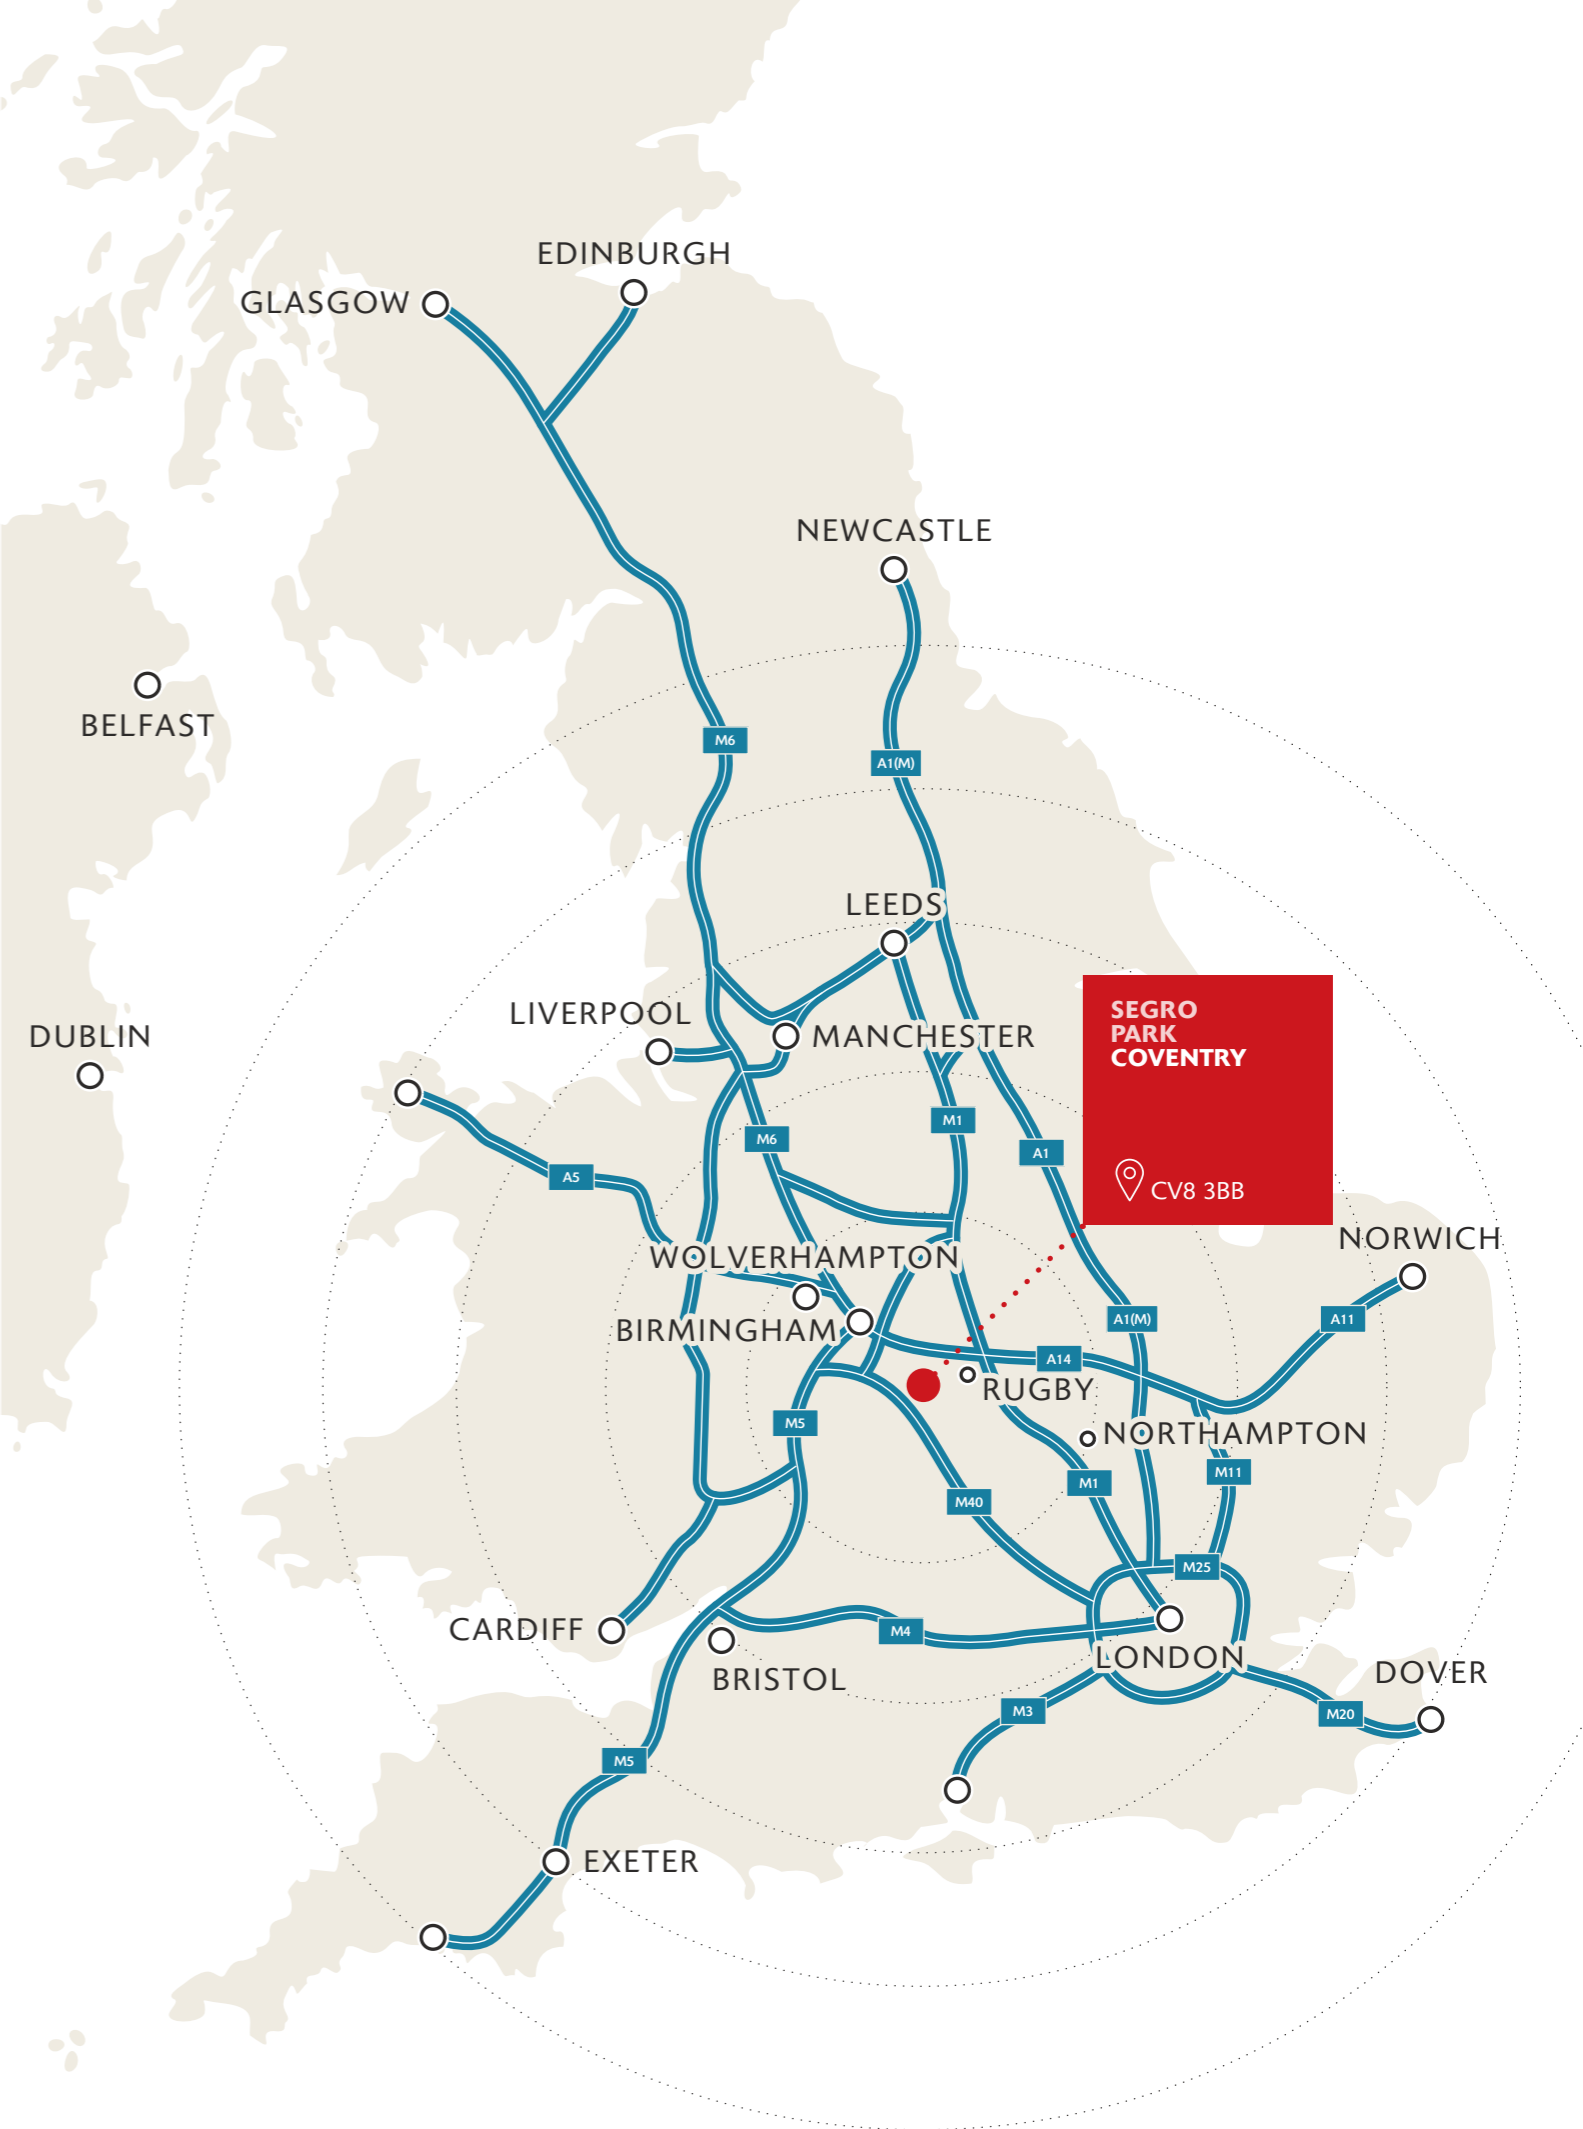 EDINBURGH
GLASGOW
NEWCASTLE
BELFAST
M6
A1(M)
LEEDS
LIVERPOOL
MANCHESTER
DUBLIN
SEGRO
PARK
COVENTRY
CV8 3BB
M1
M6
A1
A5
NORWICH
WOLVERHAMPTON
A1(M)
A11
BIRMINGHAM
A14
RUGBY
M5
NORTHAMPTON
M11
M1
M40
M25
CARDIFF
M4
LONDON
BRISTOL
DOVER
M3
M20
M5
EXETER